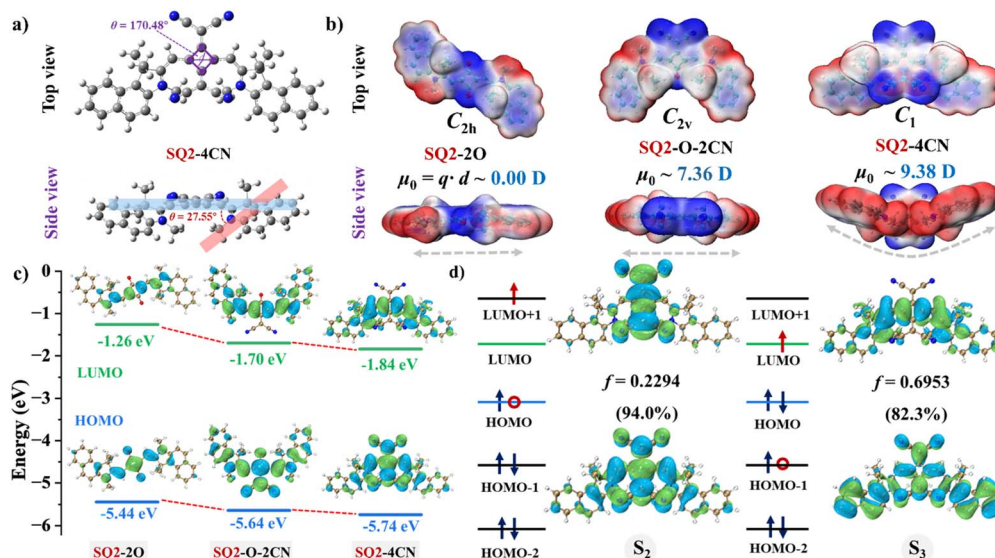 a)
Top view
θ = 170.48°
SQ2-4CN
Side view
θ = 27.55°
b)
Top view
C2h
C2v
C1
SQ2-2O
SQ2-O-2CN
SQ2-4CN
μ0 = q· d ~ 0.00 D
μ0 ~ 7.36 D
μ0 ~ 9.38 D
Side view
c)
Energy (eV)
0
−1
−2
−3
−4
−5
−6
-1.26 eV
-1.70 eV
-1.84 eV
LUMO
HOMO
-5.44 eV
-5.64 eV
-5.74 eV
SQ2-2O
SQ2-O-2CN
SQ2-4CN
d)
LUMO+1
LUMO
HOMO
HOMO-1
HOMO-2
f = 0.2294
(94.0%)
S2
LUMO+1
LUMO
HOMO
HOMO-1
HOMO-2
f = 0.6953
(82.3%)
S3